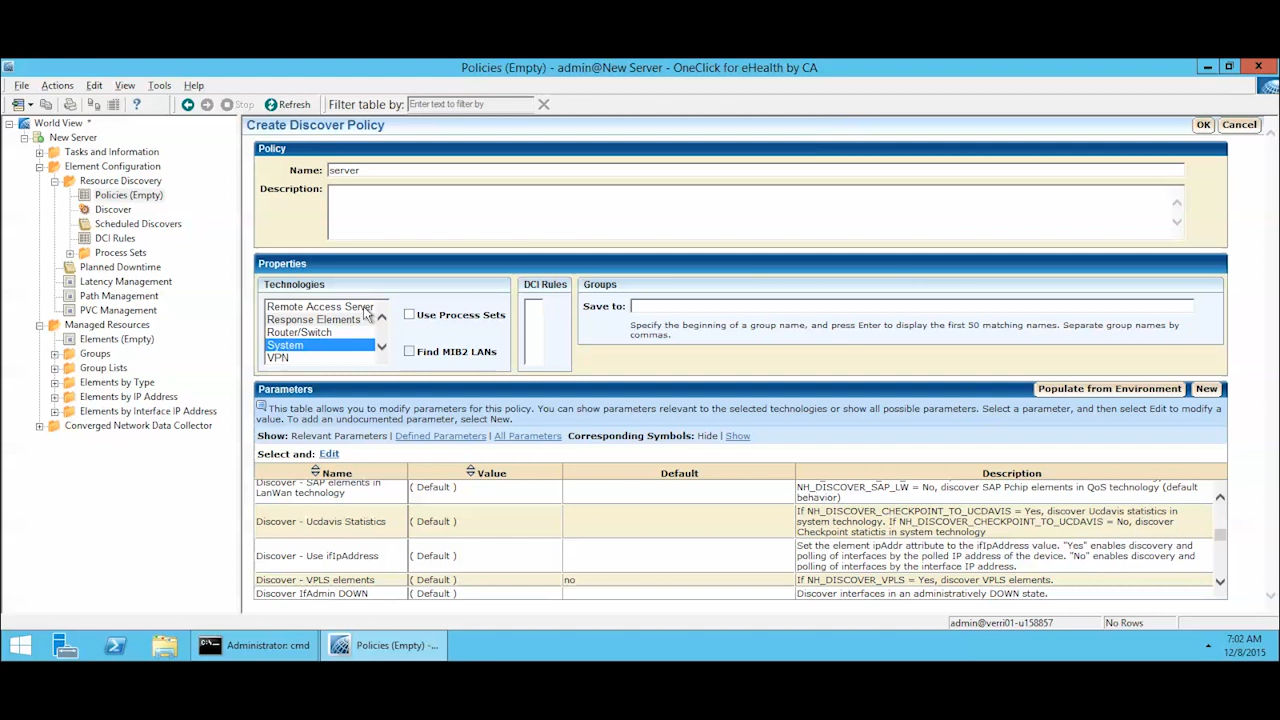 Policies (Empty) - admin@New Server - OneClick for eHealth by CA
File Actions Edit View Tools Help
Stop Refresh Filter table by: Enter text to filter by
World View *
New Server
Tasks and Information
Element Configuration
Resource Discovery
Policies (Empty)
Discover
Scheduled Discovers
DCI Rules
Process Sets
Planned Downtime
Latency Management
Path Management
PVC Management
Managed Resources
Elements (Empty)
Groups
Group Lists
Elements by Type
Elements by IP Address
Elements by Interface IP Address
Converged Network Data Collector
Create Discover Policy OK Cancel
Policy
Name: server
Description:
Properties
Technologies
Remote Access Server
Response Elements
Router/Switch
System
VPN
Use Process Sets
Find MIB2 LANs
DCI Rules
Groups
Save to:
Specify the beginning of a group name, and press Enter to display the first 50 matching names. Separate group names by
commas.
Parameters Populate from Environment New
This table allows you to modify parameters for this policy. You can show parameters relevant to the selected technologies or show all possible parameters. Select a parameter, and then select Edit to modify a
value. To add an undocumented parameter, select New.
Show: Relevant Parameters | Defined Parameters | All Parameters Corresponding Symbols: Hide | Show
Select and: Edit
Name Value Default Description
Discover - SAP elements in
LanWan technology
( Default )
NH_DISCOVER_SAP_LW = No, discover SAP Pchip elements in QoS technology (default
behavior)
Discover - Ucdavis Statistics
( Default )
If NH_DISCOVER_CHECKPOINT_TO_UCDAVIS = Yes, discover Ucdavis statistics in
system technology. If NH_DISCOVER_CHECKPOINT_TO_UCDAVIS = No, discover
Checkpoint statictis in system technology
Discover - Use ifIpAddress
( Default )
Set the element ipAddr attribute to the ifIpAddress value. "Yes" enables discovery and
polling of interfaces by the polled IP address of the device. "No" enables discovery and
polling of interfaces by the interface IP address.
Discover - VPLS elements ( Default ) no If NH_DISCOVER_VPLS = Yes, discover VPLS elements.
Discover IfAdmin DOWN ( Default ) Discover interfaces in an administratively DOWN state.
admin@verri01-u158857 No Rows
Administrator: cmd
Policies (Empty) -...
7:02 AM
12/8/2015